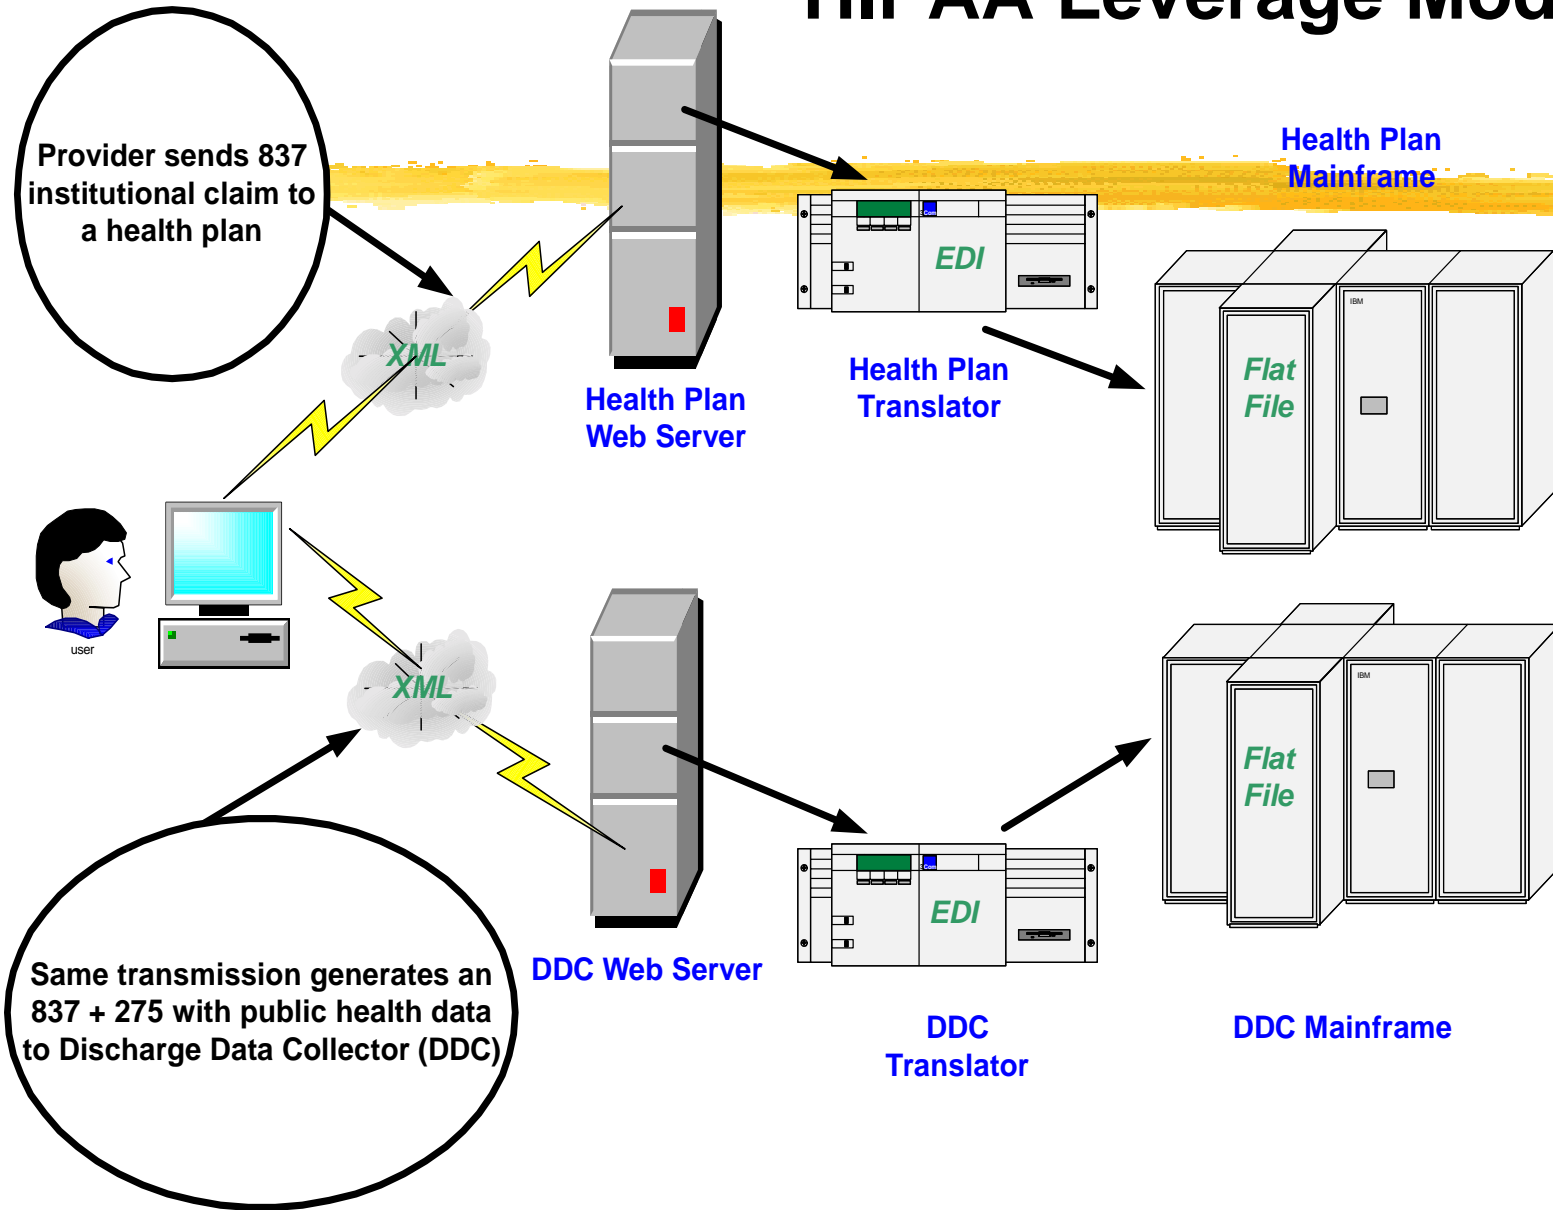 HIPAA Leverage Mod
Provider sends 837
institutional claim to
a health plan
Health Plan
Mainframe
Com
EDI
IBM
XML
Flat
File
Health Plan
Translator
Health Plan
Web Server
user
XML
IBM
Flat
File
Com
EDI
DDC Web Server
Same transmission generates an
837 + 275 with public health data
to Discharge Data Collector (DDC)
DDC
Translator
DDC Mainframe